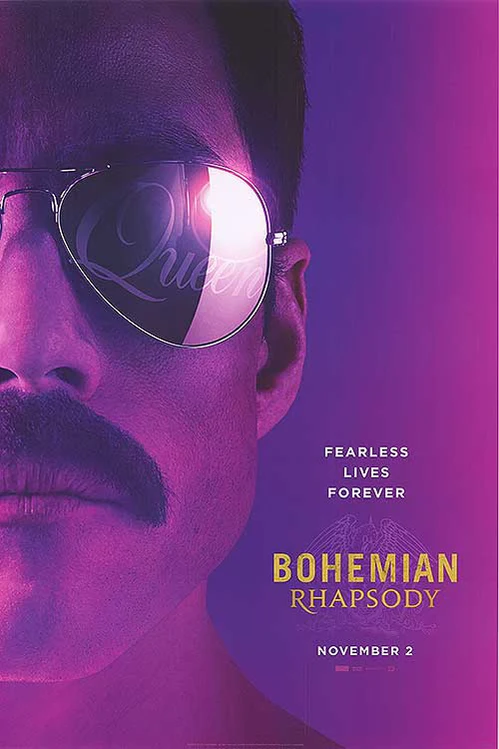 Queen
FEARLESS
LIVES
FOREVER
BOHEMIAN
RHAPSODY
NOVEMBER 2